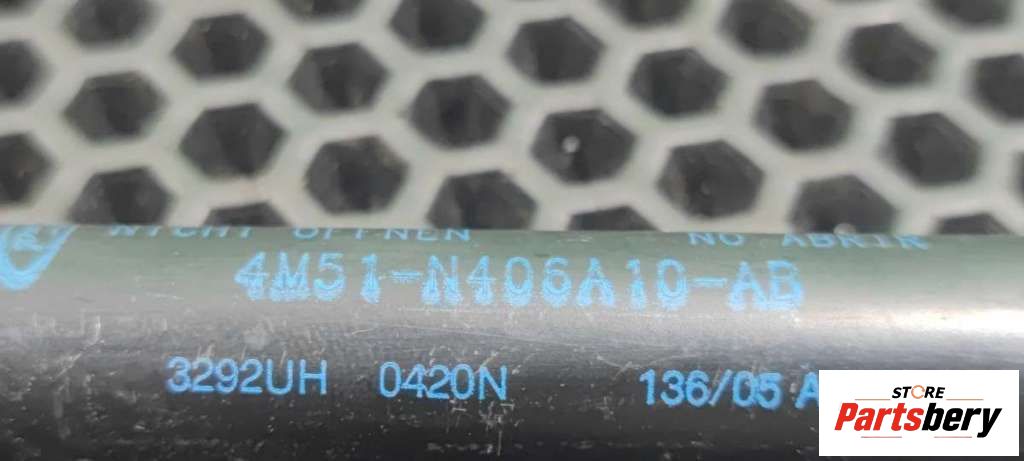 NICHT ÖFFNEN NO ABRIR
4M51-N406A10-AB
3292UH 0420N 136/05 A
STORE
Partsbery